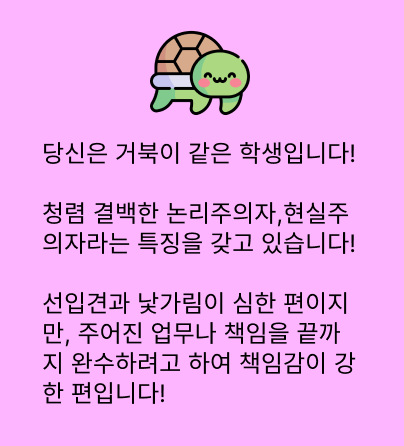 당신은 거북이 같은 학생입니다!
청렴 결백한 논리주의자,현실주
의자라는 특징을 갖고 있습니다!
선입견과 낯가림이 심한 편이지
만, 주어진 업무나 책임을 끝까
지 완수하려고 하여 책임감이 강
한 편입니다!